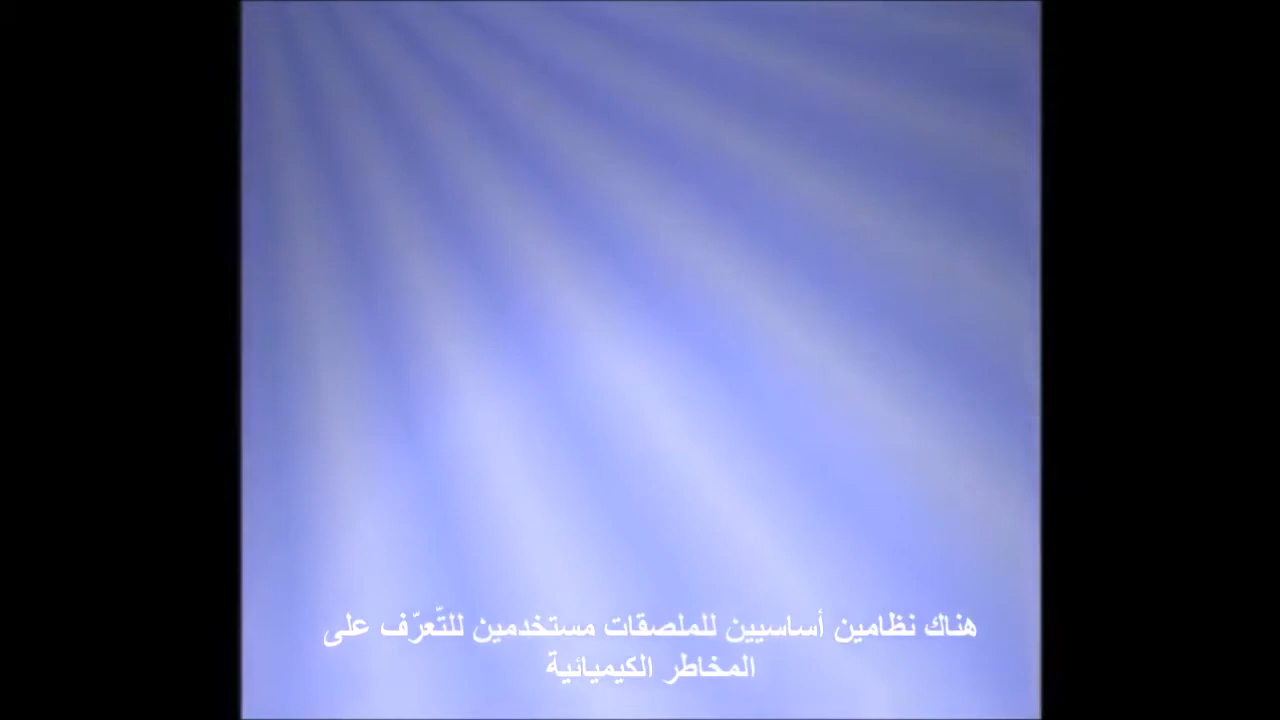 هناك نظامين أساسيين للملصقات مستخدمين للتّعرّف على
المخاطر الكيميائية